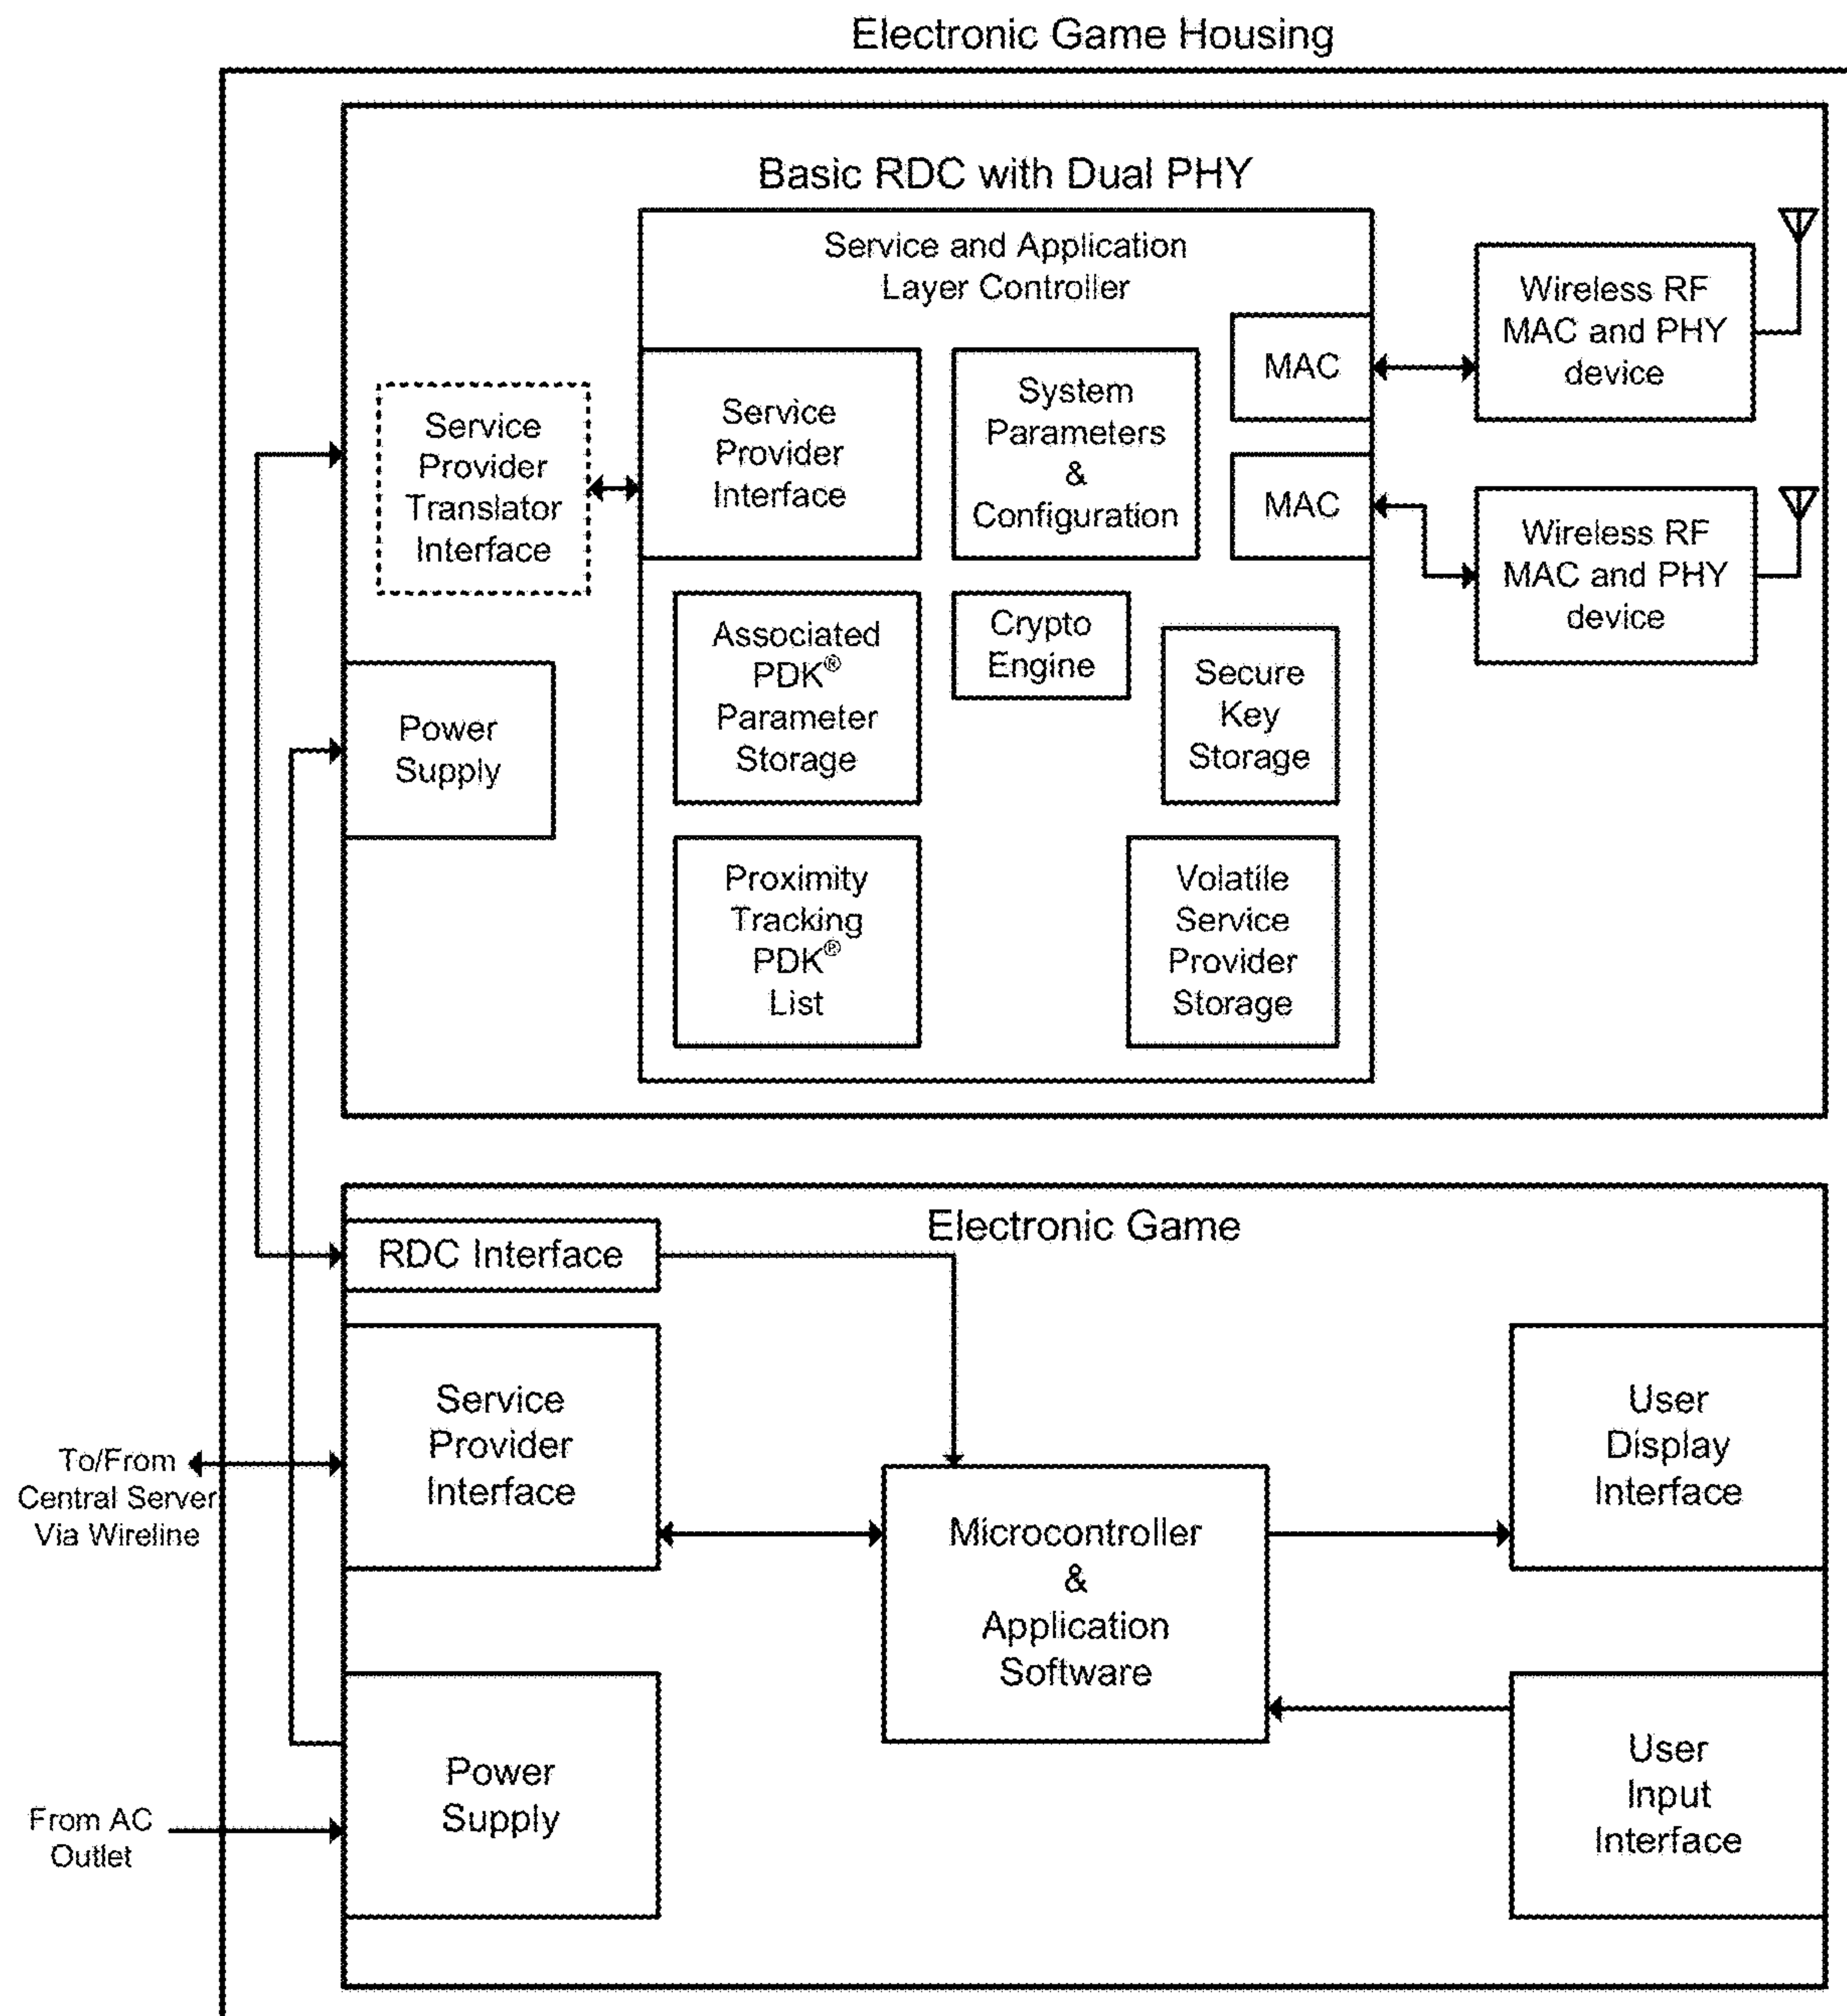 Electronic Game Housing
Basic RDC with Dual PHY
Service and Application
Layer Controller
Wireless RF
MAC and PHY
device
MAC
Service
Provider
Interface
System
Parameters
&
Configuration
Service
Provider
Translator
Interface
MAC
Wireless RF
MAC and PHY
device
Associated
PDK®
Parameter
Storage
Crypto
Engine
Secure
Key
Storage
Power
Supply
Proximity
Tracking
PDK®
List
Volatile
Service
Provider
Storage
Electronic Game
RDC Interface
Service
Provider
Interface
User
Display
Interface
To/From
Central Server
Via Wireline
Microcontroller
&
Application
Software
Power
Supply
User
Input
Interface
From AC
Outlet